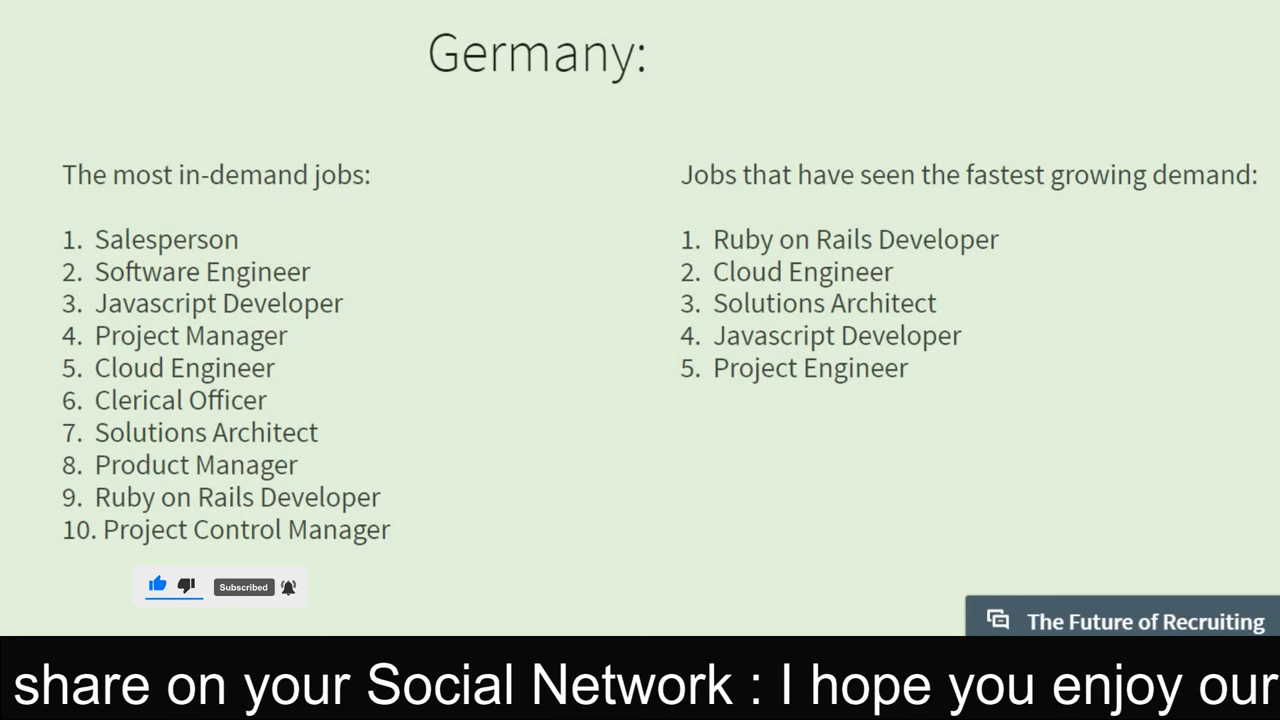 Germany:
The most in-demand jobs:
1. Salesperson
2. Software Engineer
3. Javascript Developer
4. Project Manager
5. Cloud Engineer
6. Clerical Officer
7. Solutions Architect
8. Product Manager
9. Ruby on Rails Developer
10. Project Control Manager
Jobs that have seen the fastest growing demand:
1. Ruby on Rails Developer
2. Cloud Engineer
3. Solutions Architect
4. Javascript Developer
5. Project Engineer
Subscribed
The Future of Recruiting
share on your Social Network : I hope you enjoy our